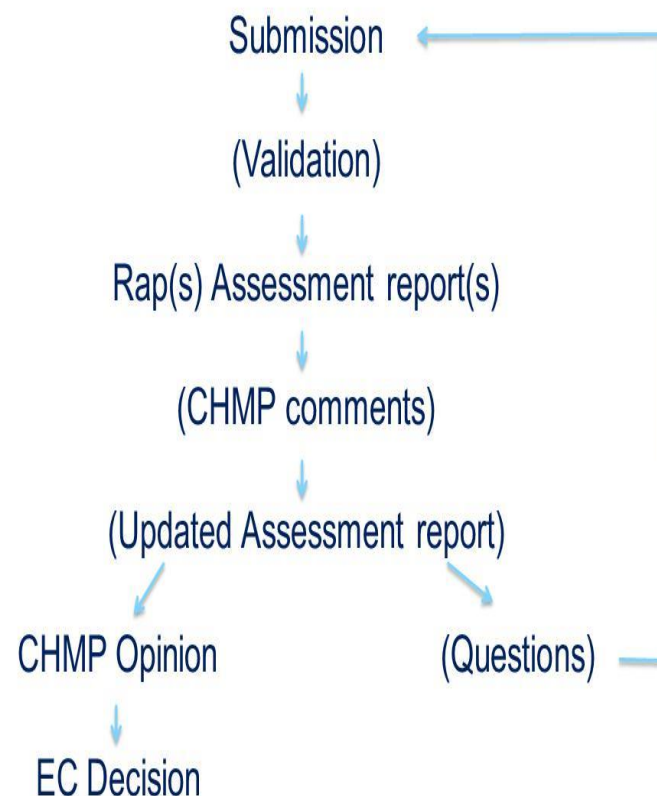 Submission
(Validation)
Rap(s) Assessment report(s)
(CHMP comments)
(Updated Assessment report)
CHMP Opinion
(Questions)
EC Decision